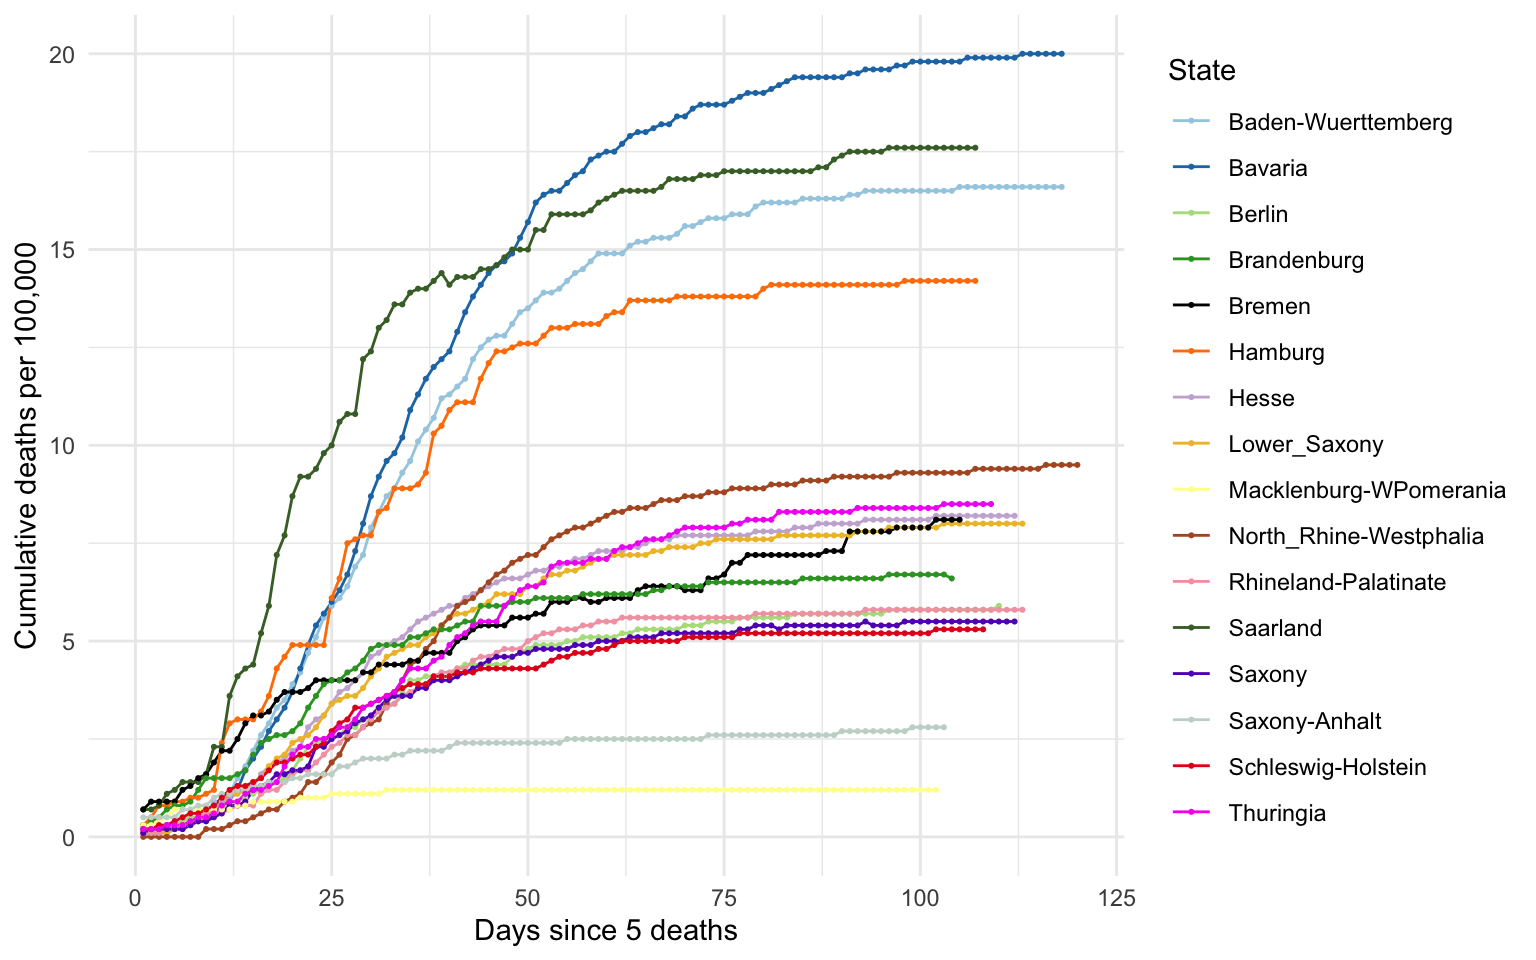 20
15
10
5
0
Cumulative deaths per 100,000
0 25 50 75 100 125
Days since 5 deaths
State
Baden-Wuerttemberg
Bavaria
Berlin
Brandenburg
Bremen
Hamburg
Hesse
Lower_Saxony
Macklenburg-WPomerania
North_Rhine-Westphalia
Rhineland-Palatinate
Saarland
Saxony
Saxony-Anhalt
Schleswig-Holstein
Thuringia